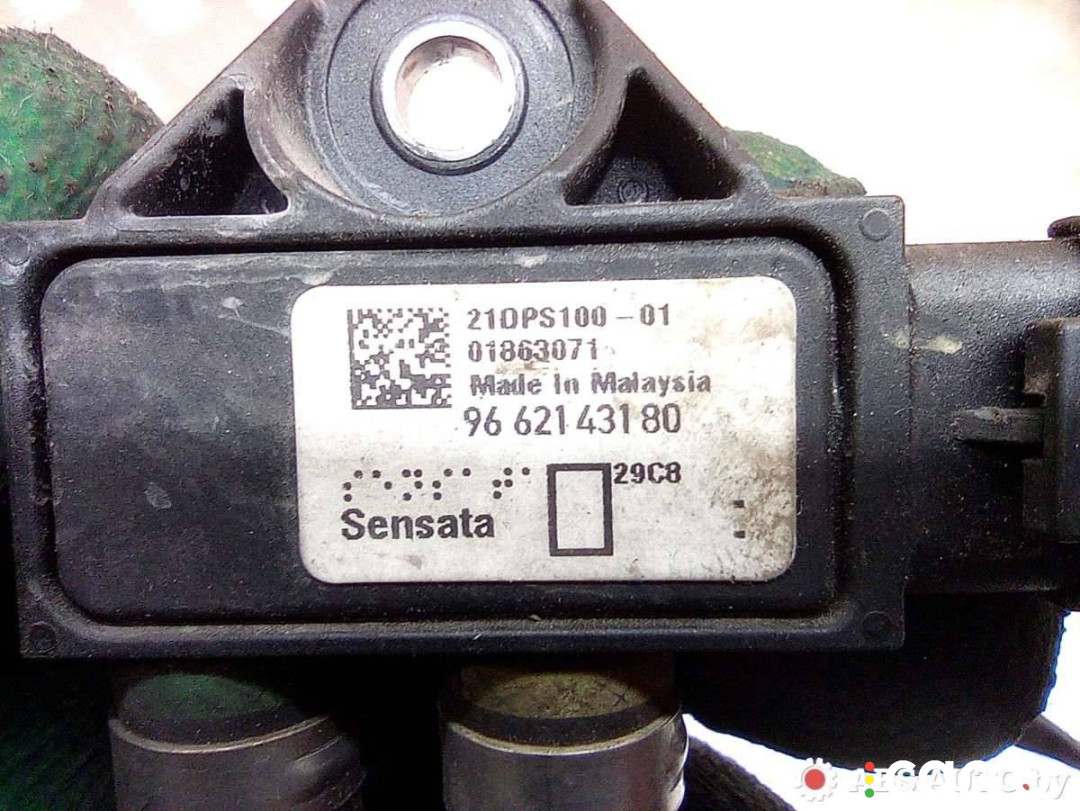 21DPS100-01
01863071
Made In Malaysia
96 621 431 80
29C8
Sensata